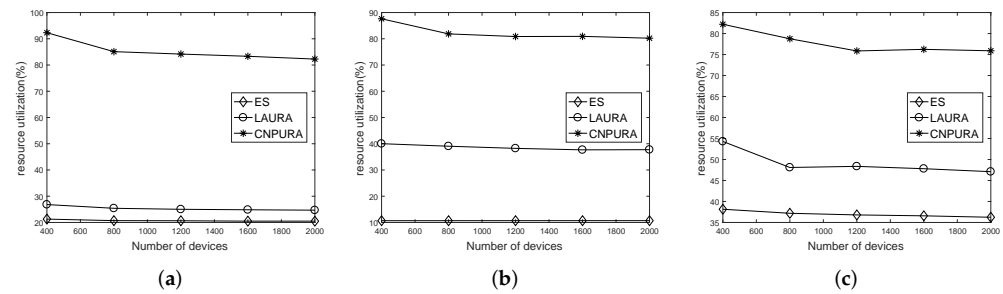 100
90
80
70
60
50
40
30
20
400 600 800 1000 1200 1400 1600 1800 2000
Number of devices
resource utilization(%)
ES
LAURA
CNPURA
(a)
90
80
70
60
50
40
30
20
10
400 600 800 1000 1200 1400 1600 1800 2000
Number of devices
resource utilization(%)
ES
LAURA
CNPURA
(b)
85
80
75
70
65
60
55
50
45
40
35
400 600 800 1000 1200 1400 1600 1800 2000
Number of devices
resource utilization(%)
ES
LAURA
CNPURA
(c)